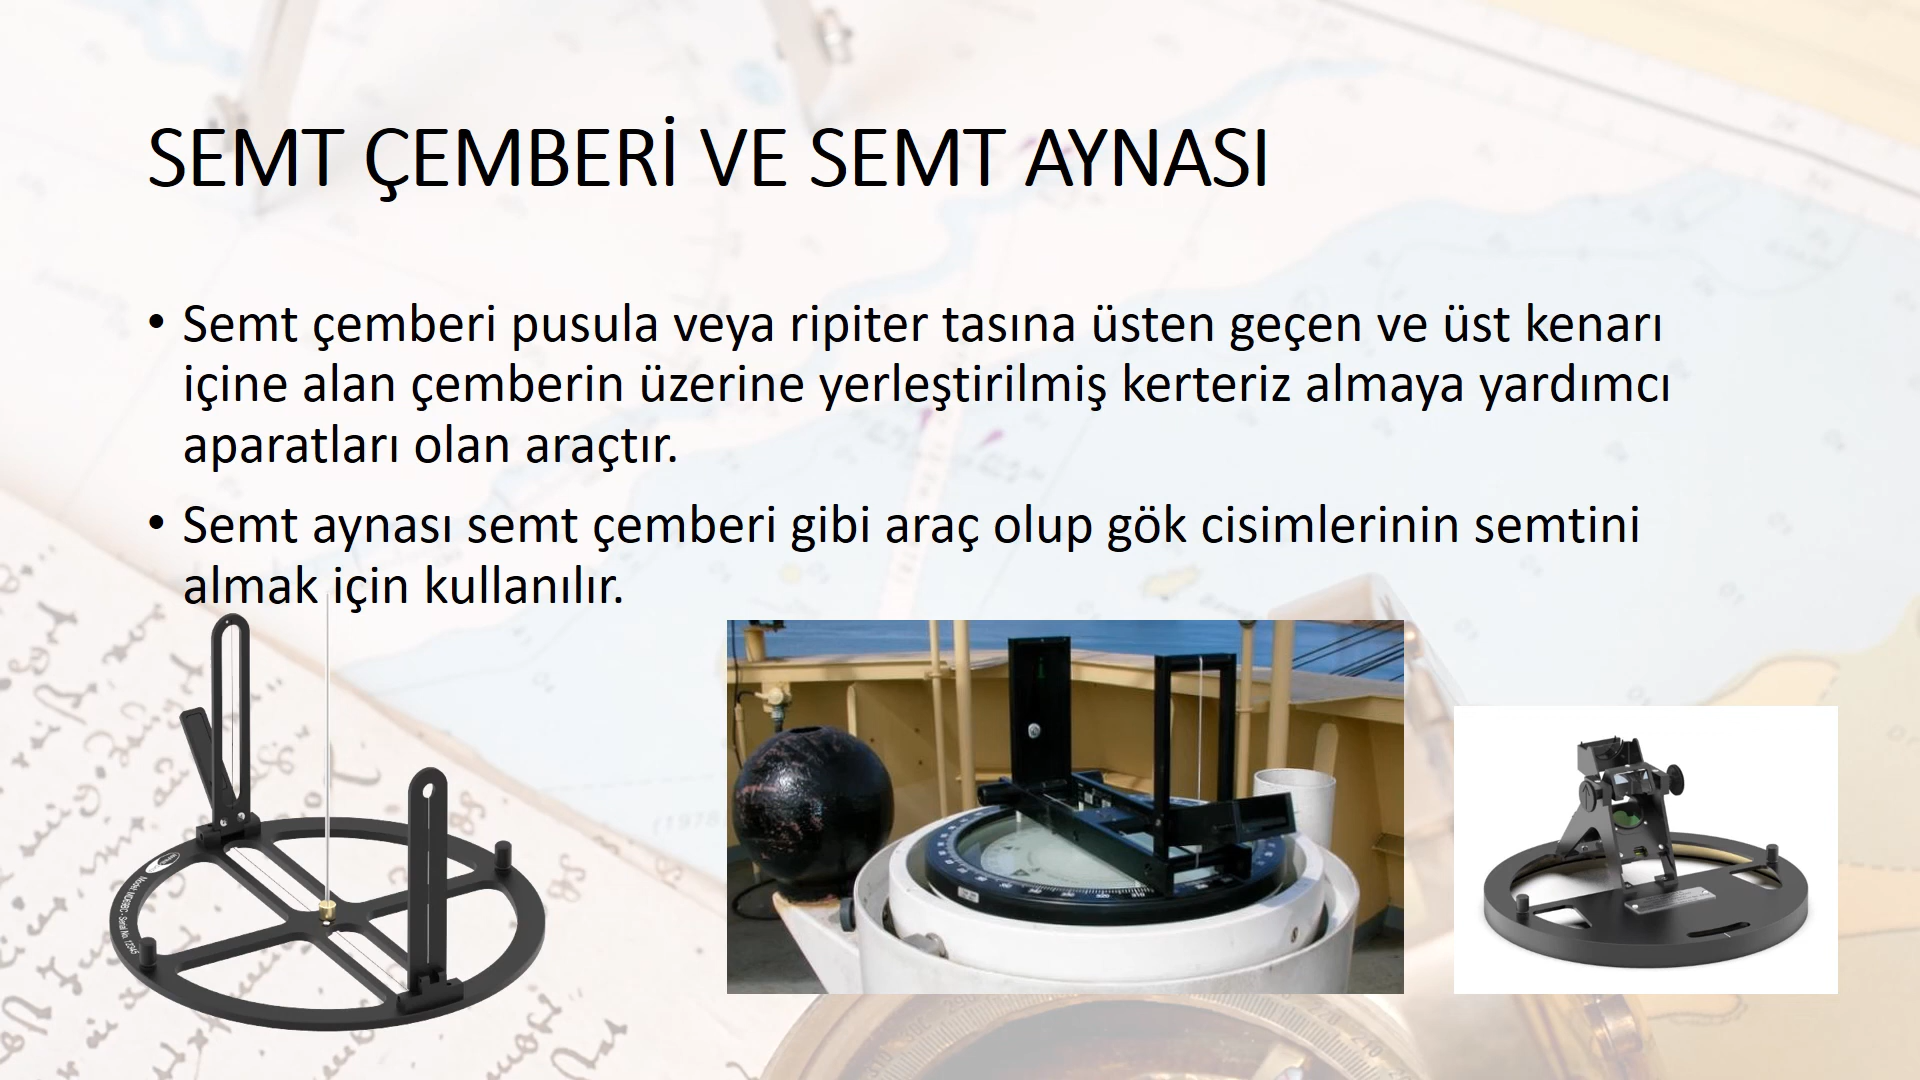 SEMT ÇEMBERİ VE SEMT AYNASI
• Semt çemberi pusula veya ripiter tasına üsten geçen ve üst kenarı
içine alan çemberin üzerine yerleştirilmiş kerteriz almaya yardımcı
aparatları olan araçtır.
• Semt aynası semt çemberi gibi araç olup gök cisimlerinin semtini
almak için kullanılır.